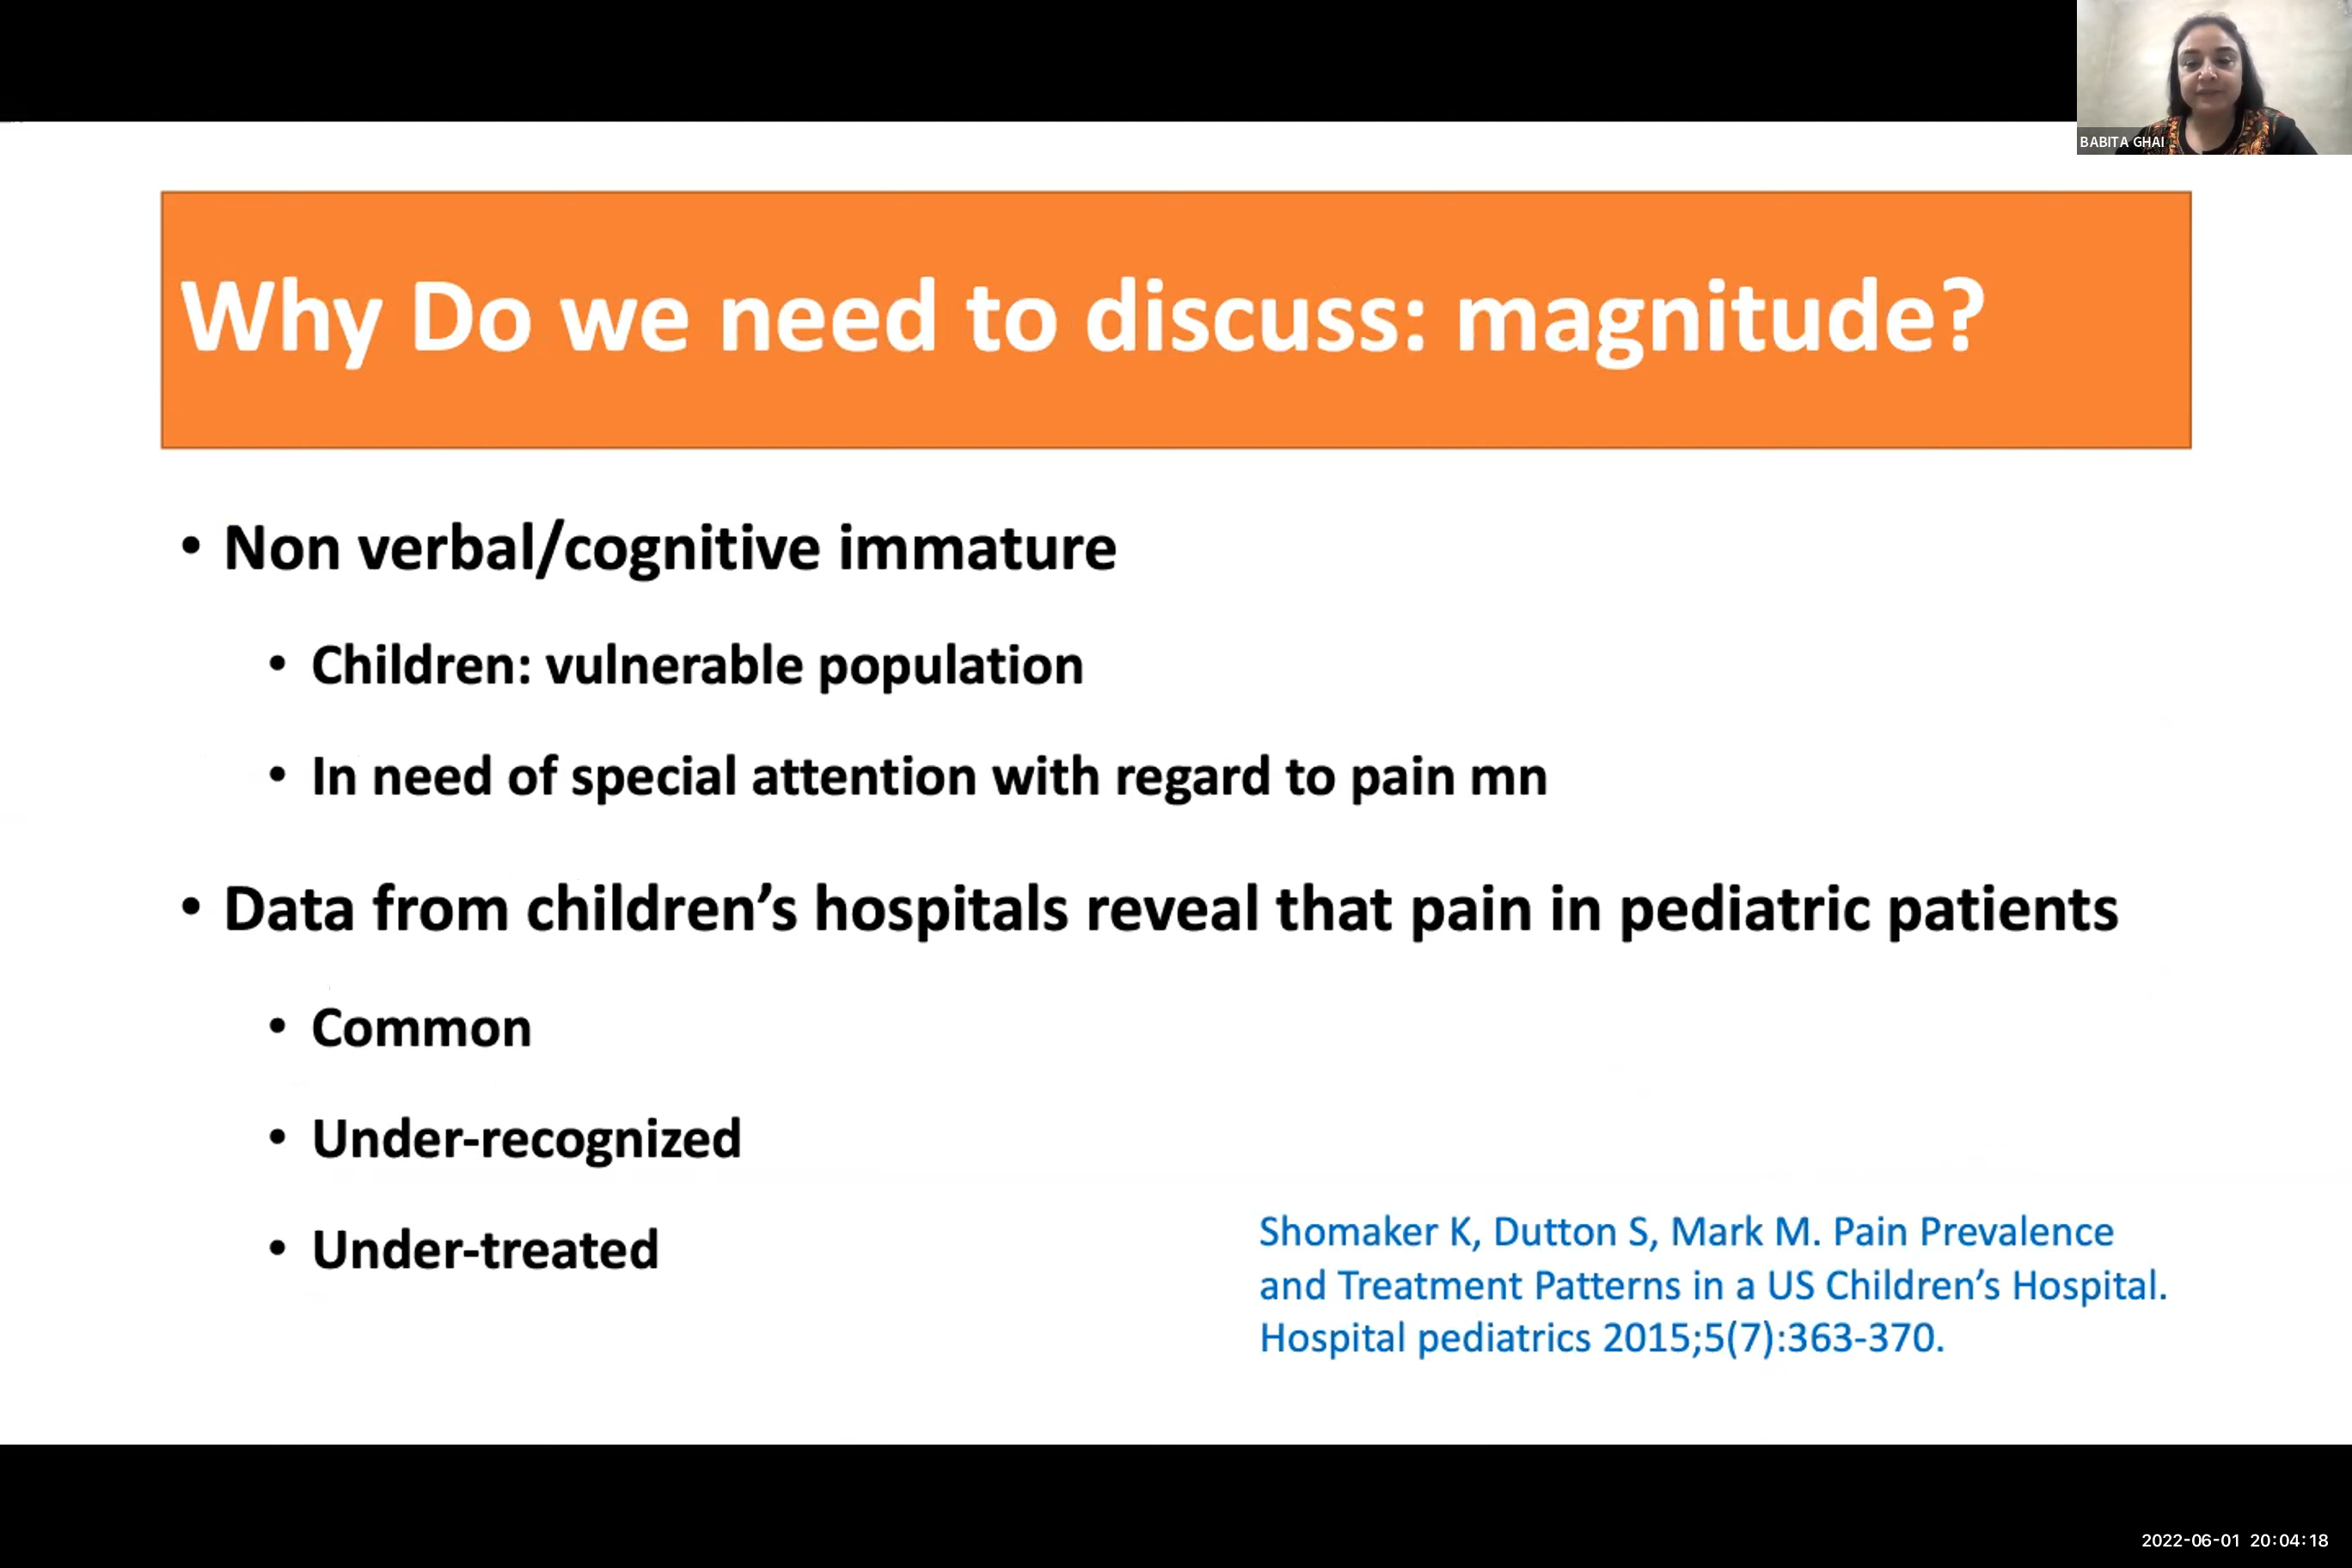 BABITA GHAI
Why Do we need to discuss: magnitude?
• Non verbal/cognitive immature
• Children: vulnerable population
• In need of special attention with regard to pain mn
• Data from children’s hospitals reveal that pain in pediatric patients
• Common
• Under-recognized
• Under-treated
Shomaker K, Dutton S, Mark M. Pain Prevalence
and Treatment Patterns in a US Children’s Hospital.
Hospital pediatrics 2015;5(7):363-370.
2022-06-01 20:04:18